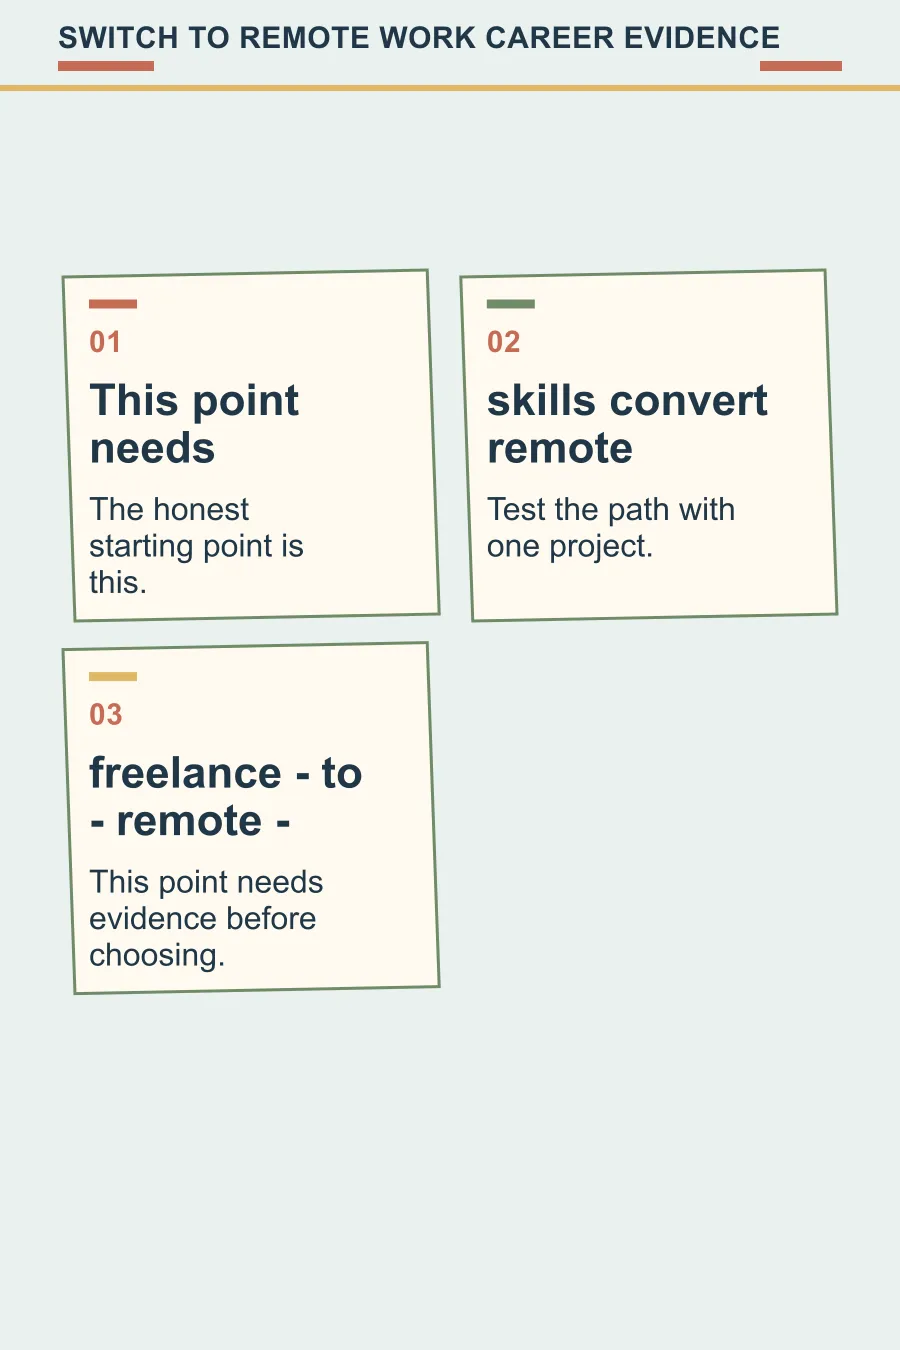 SWITCH TO REMOTE WORK CAREER EVIDENCE
01
This point
needs
The honest
starting point is
this.
02
skills convert
remote
Test the path with
one project.
03
freelance - to
- remote -
This point needs
evidence before
choosing.